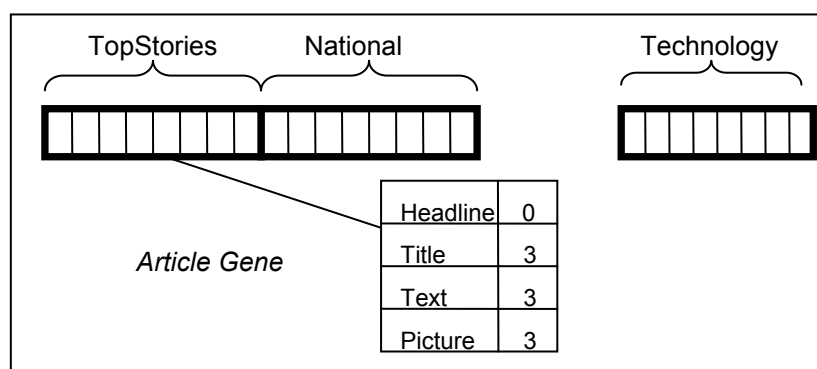 TopStories National Technology
Headline 0
Title 3
Article Gene
Text 3
Picture 3